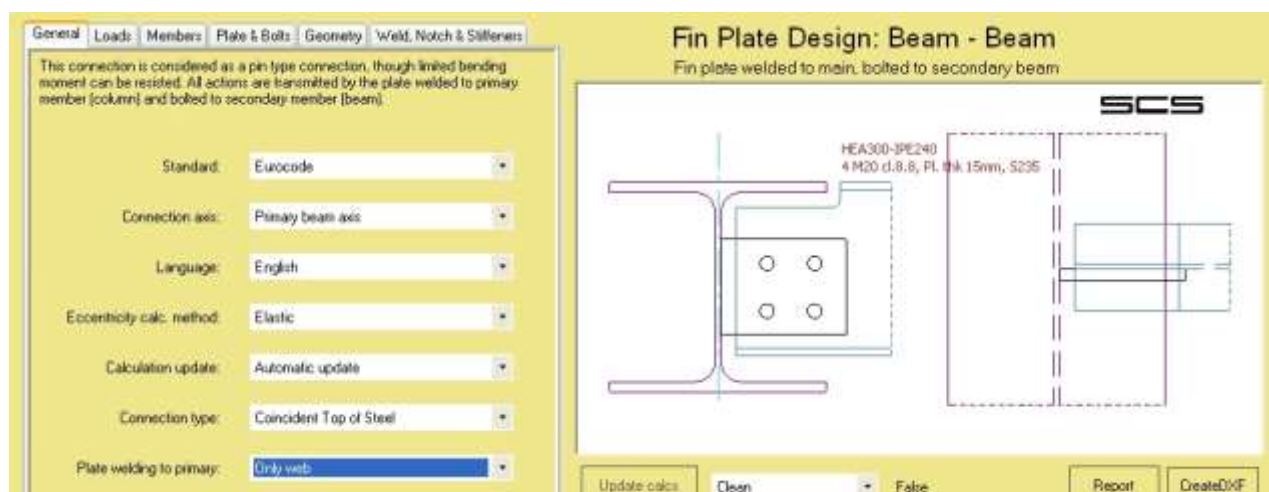 General Loads Members Plate & Bolts Geometry Weld, Notch & Stiffeners
This connection is considered as a pin type connection, though limited bending
moment can be resisted. All actions are transmitted by the plate welded to primary
member (column) and bolted to secondary member (beam).
Standard: Eurocode
Connection axis: Primary beam axis
Language: English
Eccentricity calc. method: Elastic
Calculation update: Automatic update
Connection type: Coincident Top of Steel
Plate welding to primary: Only web
Fin Plate Design: Beam - Beam
Fin plate welded to main, bolted to secondary beam
SCS
HEA300-IPE240
4 M20 cl.8.8, Pl. thk 15mm, S235
Update calcs Clean False Report CreateDXF